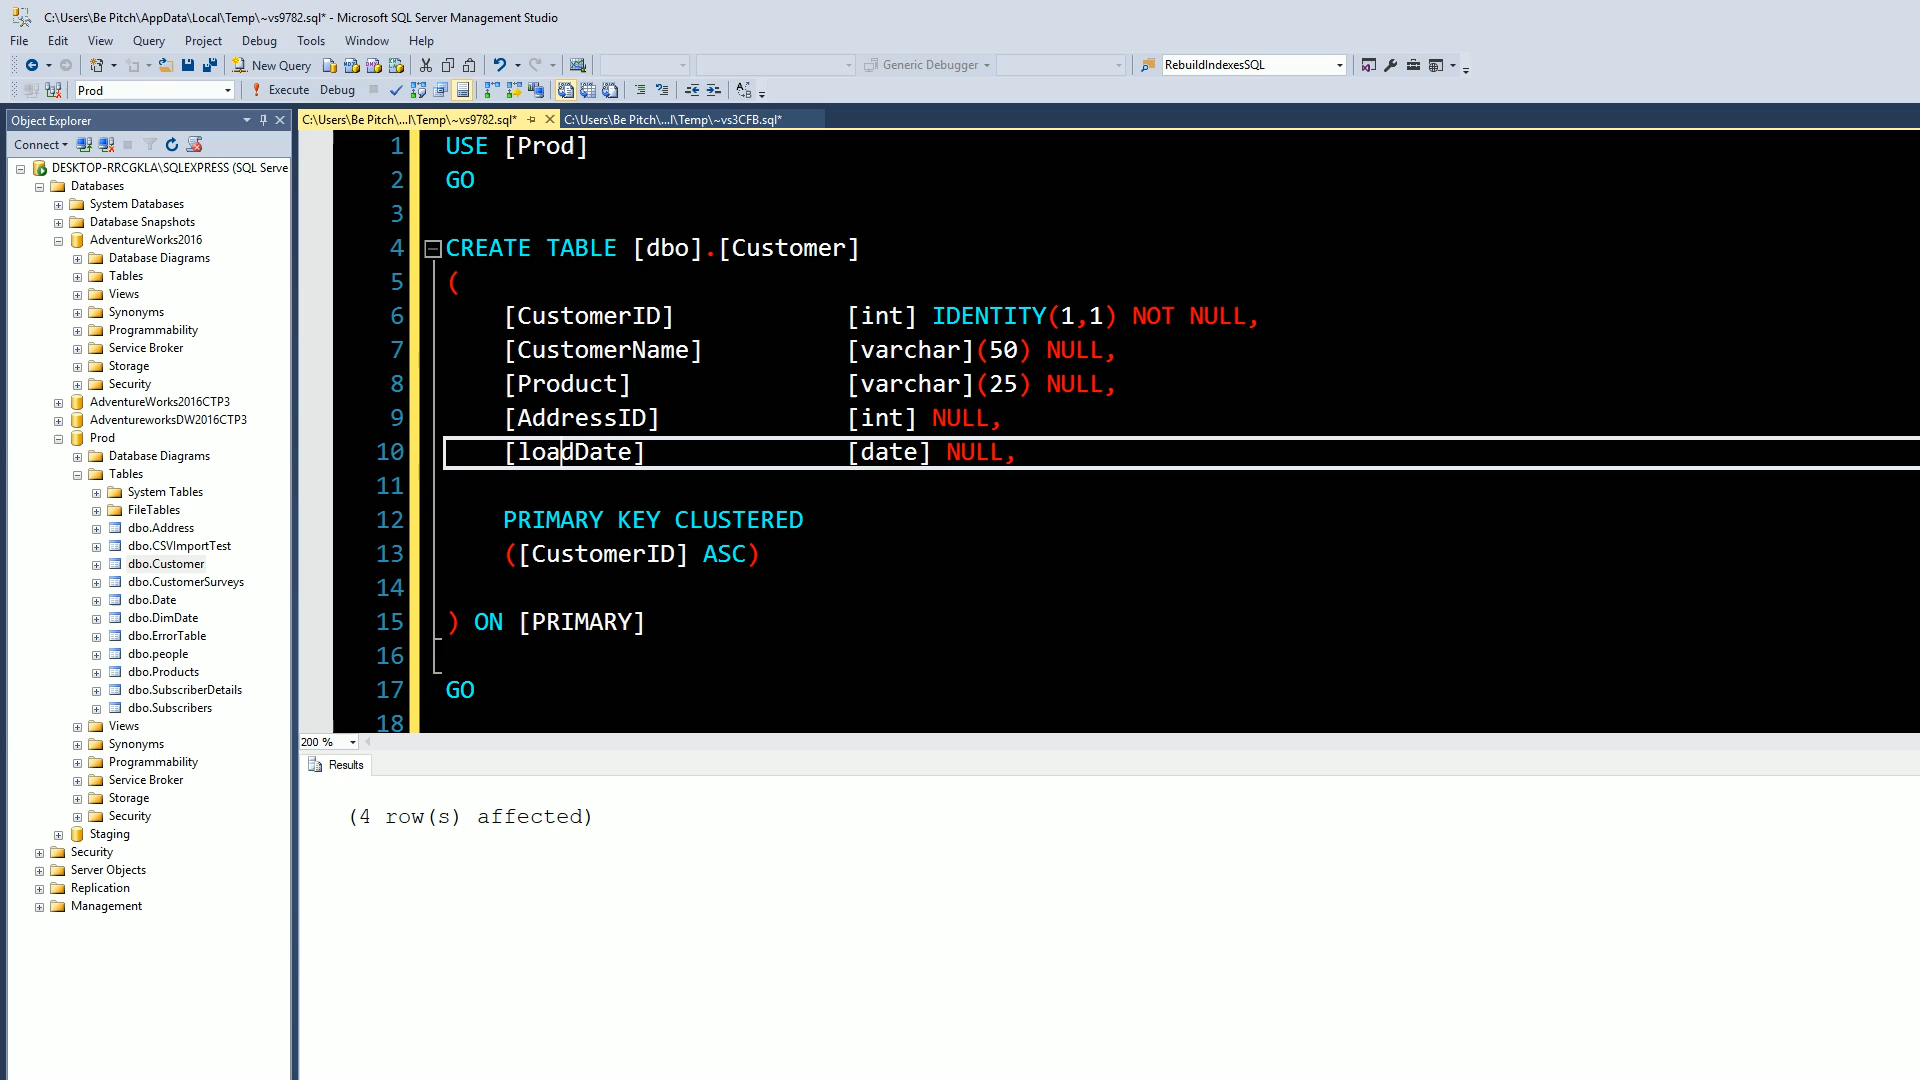 C:\Users\Be Pitch\AppData\Local\Temp\~vs9782.sql* - Microsoft SQL Server Management Studio
File Edit View Query Project Debug Tools Window Help
New Query Generic Debugger RebuildIndexesSQL
Prod Execute Debug
Object Explorer
Connect
DESKTOP-RRCGKLA\SQLEXPRESS (SQL Serve
Databases
System Databases
Database Snapshots
AdventureWorks2016
Database Diagrams
Tables
Views
Synonyms
Programmability
Service Broker
Storage
Security
AdventureWorks2016CTP3
AdventureworksDW2016CTP3
Prod
Database Diagrams
Tables
System Tables
FileTables
dbo.Address
dbo.CSVImportTest
dbo.Customer
dbo.CustomerSurveys
dbo.Date
dbo.DimDate
dbo.ErrorTable
dbo.people
dbo.Products
dbo.SubscriberDetails
dbo.Subscribers
Views
Synonyms
Programmability
Service Broker
Storage
Security
Staging
Security
Server Objects
Replication
Management
C:\Users\Be Pitch\...l\Temp\~vs9782.sql* C:\Users\Be Pitch\...l\Temp\~vs3CFB.sql*
1 USE [Prod]
2 GO
3
4 CREATE TABLE [dbo].[Customer]
5 (
6 [CustomerID] [int] IDENTITY(1,1) NOT NULL,
7 [CustomerName] [varchar](50) NULL,
8 [Product] [varchar](25) NULL,
9 [AddressID] [int] NULL,
10 [loadDate] [date] NULL,
11
12 PRIMARY KEY CLUSTERED
13 ([CustomerID] ASC)
14
15 ) ON [PRIMARY]
16
17 GO
18
200 %
Results
(4 row(s) affected)